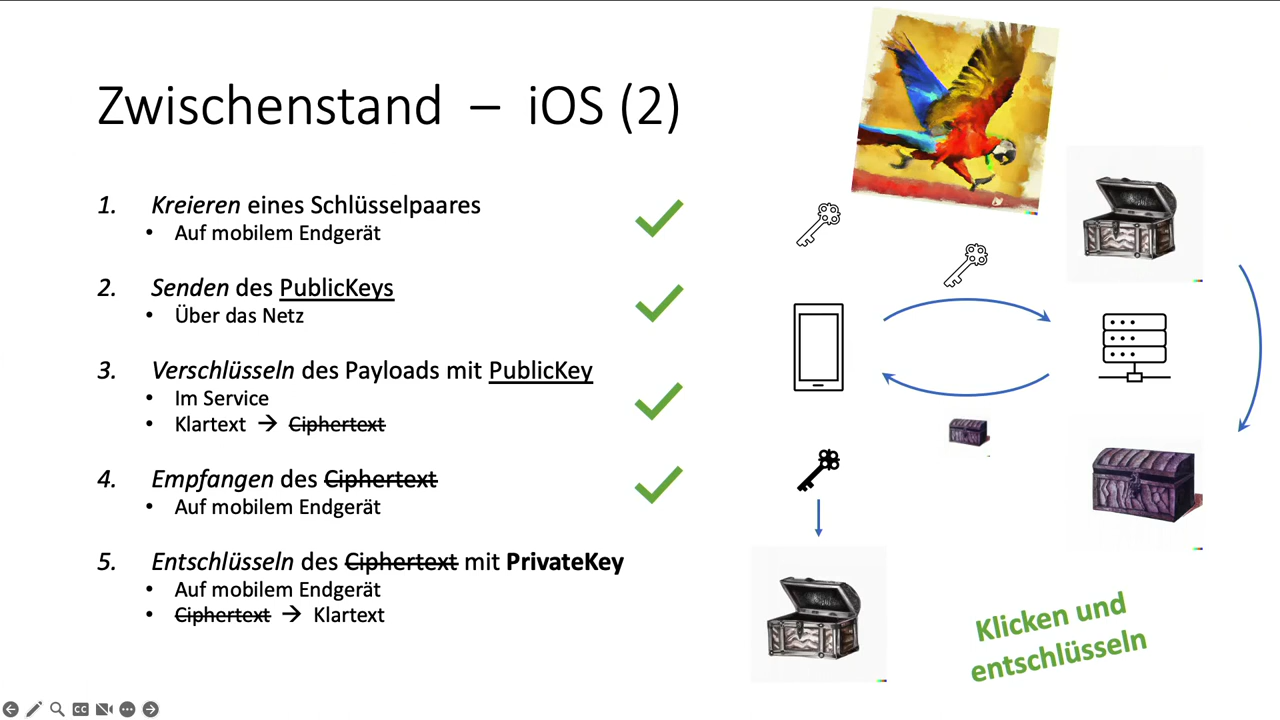 Zwischenstand – iOS (2)
1. Kreieren eines Schlüsselpaares
• Auf mobilem Endgerät
2. Senden des PublicKeys
• Über das Netz
3. Verschlüsseln des Payloads mit PublicKey
• Im Service
• Klartext → Ciphertext
4. Empfangen des Ciphertext
• Auf mobilem Endgerät
5. Entschlüsseln des Ciphertext mit PrivateKey
• Auf mobilem Endgerät
• Ciphertext → Klartext
Klicken und
entschlüsseln
CC